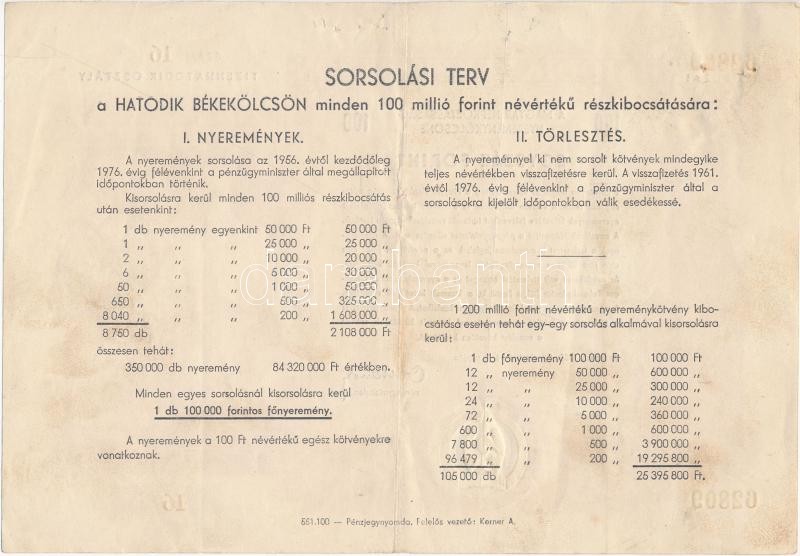 SORSOLÁSI TERV
a HATODIK BÉKEKÖLCSÖN minden 100 millió forint névértékű részkibocsátására:
I. NYEREMÉNYEK.
A nyeremények sorsolása az 1956. évtől kezdődőleg
1976. évig félévenkint a pénzügyminiszter által megállapított
időpontokban történik.
Kisorsolásra kerül minden 100 milliós részkibocsátás
után esetenkint:
1 db nyeremény egyenkint 50 000 Ft 50 000 Ft
1 „ „ „ 25 000 „ 25 000 „
2 „ „ „ 10 000 „ 20 000 „
6 „ „ „ 5 000 „ 30 000 „
50 „ „ „ 1 000 „ 50 000 „
650 „ „ „ 500 „ 325 000 „
8 040 „ „ „ 200 „ 1 608 000 „
8 750 db 2 108 000 Ft
összesen tehát:
350 000 db nyeremény 84 320 000 Ft értékben.
Minden egyes sorsolásnál kisorsolásra kerül
1 db 100 000 forintos főnyeremény.
A nyeremények a 100 Ft névértékű egész kötvényekre
vonatkoznak.
II. TÖRLESZTÉS.
A nyereménnyel ki nem sorsolt kötvények mindegyike
teljes névértékben visszafizetésre kerül. A visszafizetés 1961.
évtől 1976. évig félévenkint a pénzügyminiszter által a
sorsolásokra kijelölt időpontokban válik esedékessé.
1 200 millió forint névértékű nyereménykötvény kibo-
csátása esetén tehát egy-egy sorsolás alkalmával kisorsolásra
kerül:
1 db főnyeremény 100 000 Ft 100 000 Ft
12 „ nyeremény 50 000 „ 600 000 „
12 „ „ 25 000 „ 300 000 „
24 „ „ 10 000 „ 240 000 „
72 „ „ 5 000 „ 360 000 „
600 „ „ 1 000 „ 600 000 „
7 800 „ „ 500 „ 3 900 000 „
96 479 „ „ 200 „ 19 295 800 „
105 000 db 25 395 800 Ft.
551.100 — Pénzjegynyomda. Felelős vezető: Kerner A.
darabanth